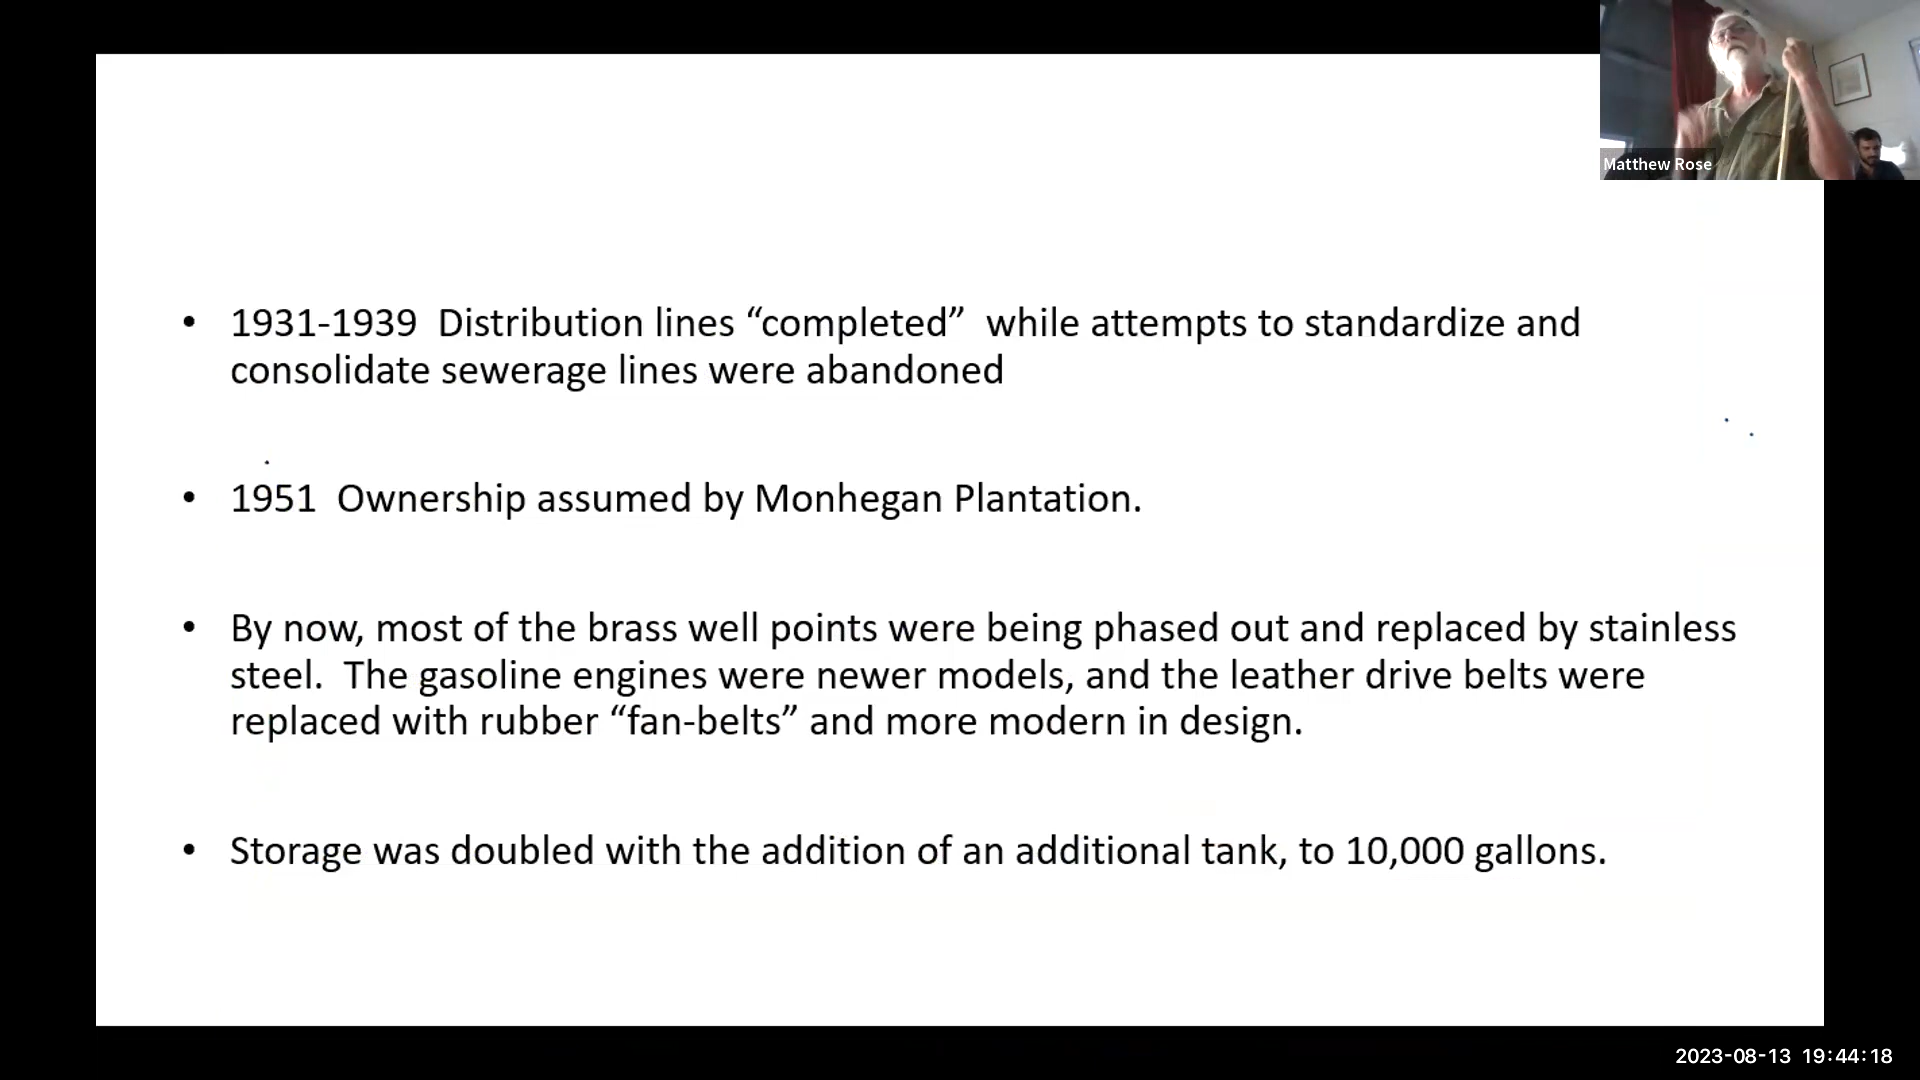 Matthew Rose
• 1931-1939  Distribution lines “completed”  while attempts to standardize and
consolidate sewerage lines were abandoned
• 1951  Ownership assumed by Monhegan Plantation.
• By now, most of the brass well points were being phased out and replaced by stainless
steel.  The gasoline engines were newer models, and the leather drive belts were
replaced with rubber “fan-belts” and more modern in design.
• Storage was doubled with the addition of an additional tank, to 10,000 gallons.
2023-08-13  19:44:18